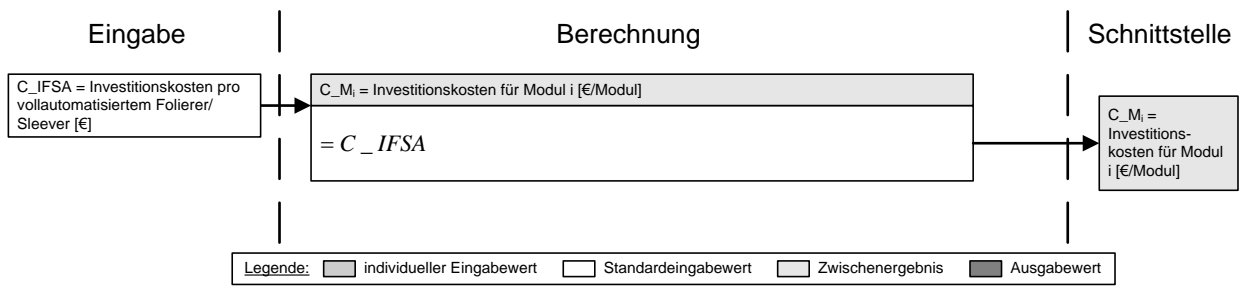 Eingabe
Berechnung
Schnittstelle
C_IFSA = Investitionskosten pro
vollautomatisiertem Folierer/
Sleever [€]
C_Mi = Investitionskosten für Modul i [€/Modul]
= C _ IFSA
C_Mi =
Investitions-
kosten für Modul
i [€/Modul]
Legende: individueller Eingabewert Standardeingabewert Zwischenergebnis Ausgabewert